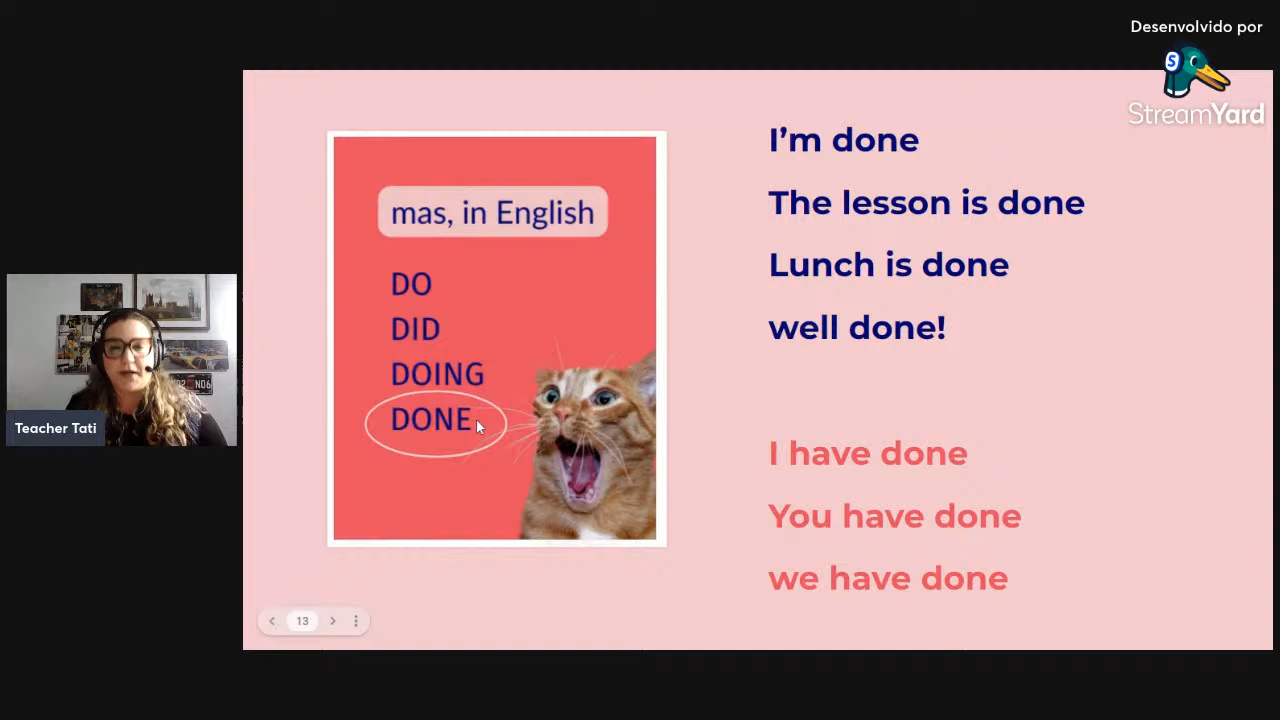 Desenvolvido por
StreamYard
mas, in English
DO
DID
DOING
DONE
I’m done
The lesson is done
Lunch is done
well done!
I have done
You have done
we have done
Teacher Tati
13